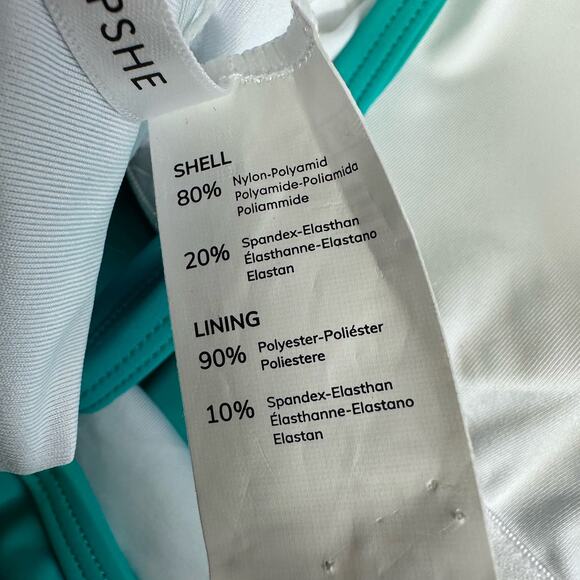 PSHE
SHELL
80% Nylon-Polyamid
Polyamide-Poliamida
Poliammide
20% Spandex-Elasthan
Élasthanne-Elastano
Elastan
LINING
90% Polyester-Poliéster
Poliestere
10% Spandex-Elasthan
Élasthanne-Elastano
Elastan